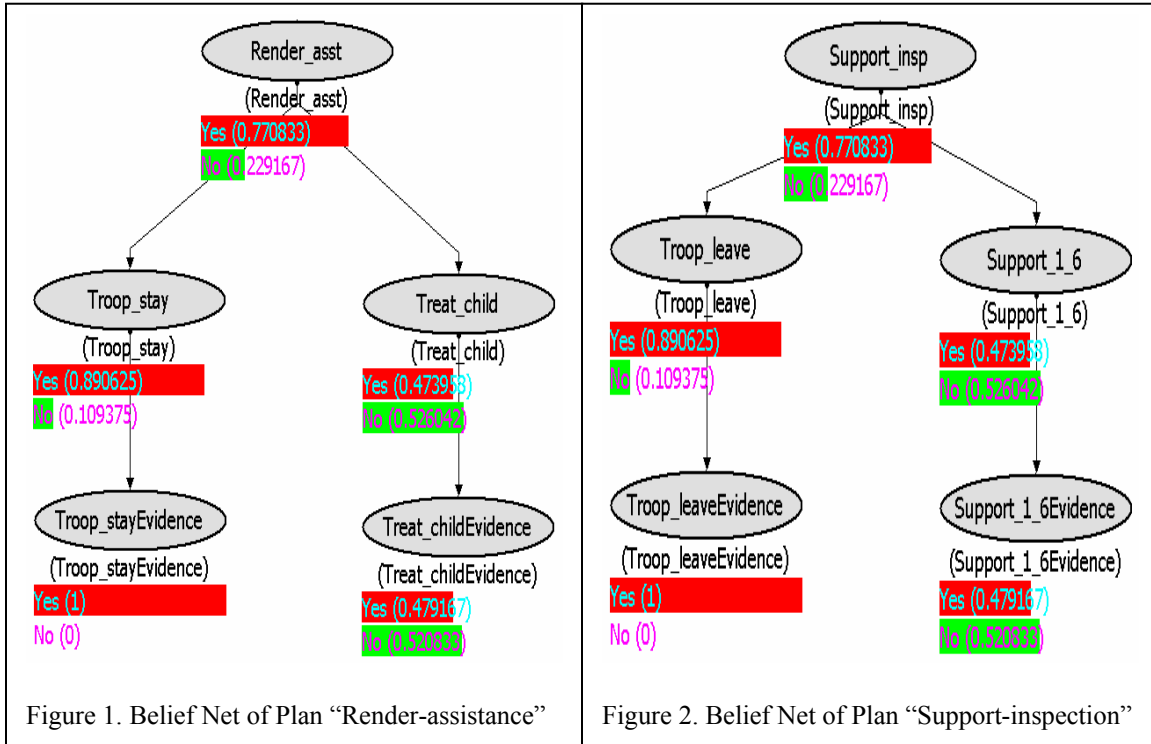 Render_asst
(Render_asst)
Yes (0.770833)
No (0.229167)
Troop_stay
(Troop_stay)
Yes (0.890625)
No (0.109375)
Treat_child
(Treat_child)
Yes (0.473958)
No (0.526042)
Troop_stayEvidence
(Troop_stayEvidence)
Yes (1)
No (0)
Treat_childEvidence
(Treat_childEvidence)
Yes (0.479167)
No (0.520833)
Figure 1. Belief Net of Plan “Render-assistance”
Support_insp
(Support_insp)
Yes (0.770833)
No (0.229167)
Troop_leave
(Troop_leave)
Yes (0.890625)
No (0.109375)
Support_1_6
(Support_1_6)
Yes (0.473958)
No (0.526042)
Troop_leaveEvidence
(Troop_leaveEvidence)
Yes (1)
No (0)
Support_1_6Evidence
(Support_1_6Evidence)
Yes (0.479167)
No (0.520833)
Figure 2. Belief Net of Plan “Support-inspection”